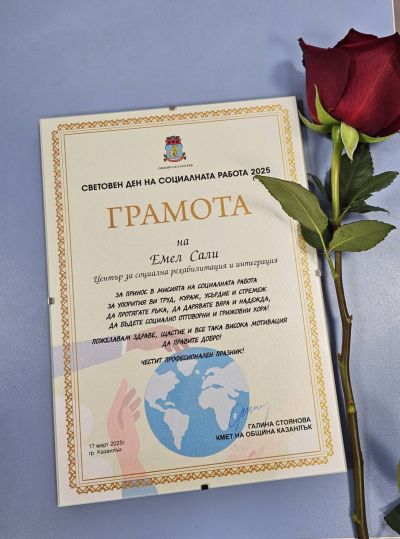 ОБЩИНА КАЗАНЛЪК
СВЕТОВЕН ДЕН НА СОЦИАЛНАТА РАБОТА 2025
ГРАМОТА
на
Емел Сали
Център за социална рехабилитация и интеграция
ЗА ПРИНОС В МИСИЯТА НА СОЦИАЛНАТА РАБОТА
ЗА УПОРИТИЯ ВИ ТРУД, КУРАЖ, УСЪРДИЕ И СТРЕМЕЖ
ДА ПРОТЯГАТЕ РЪКА, ДА ДАРЯВАТЕ ВЯРА И НАДЕЖДА,
ДА БЪДЕТЕ СОЦИАЛНО ОТГОВОРНИ И ГРИЖОВНИ ХОРА!
ПОЖЕЛАВАМ ЗДРАВЕ, ЩАСТИЕ И ВСЕ ТАКА ВИСОКА МОТИВАЦИЯ
ДА ПРАВИТЕ ДОБРО!
ЧЕСТИТ ПРОФЕСИОНАЛЕН ПРАЗНИК!
17 март 2025г.
гр. Казанлък
ГАЛИНА СТОЯНОВА
КМЕТ НА ОБЩИНА КАЗАНЛЪК